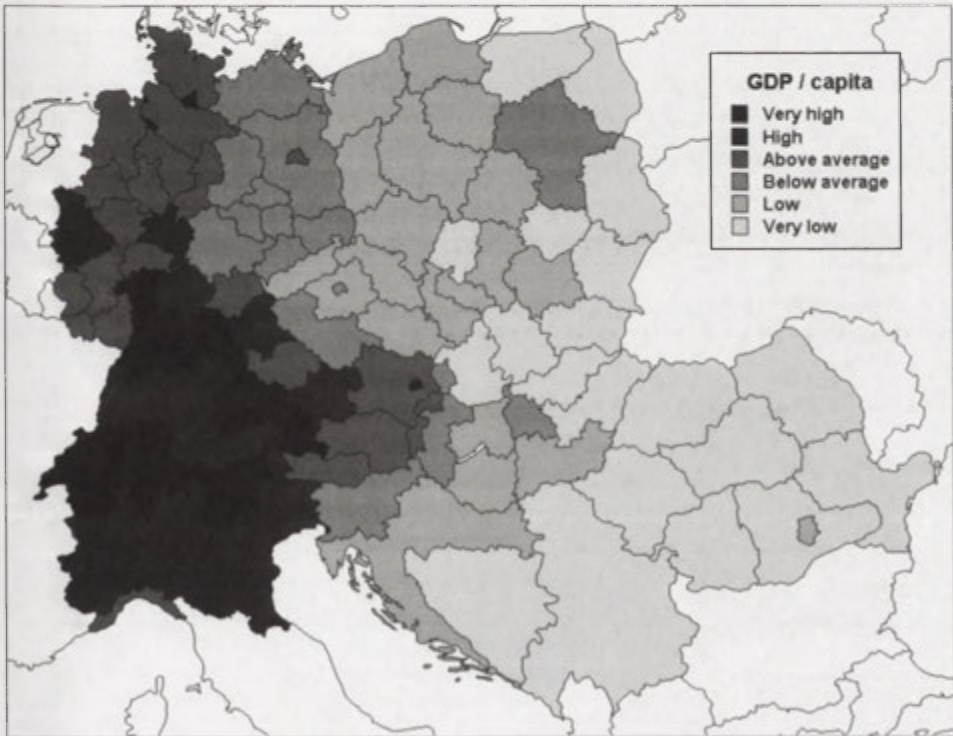 GDP / capita
Very high
High
Above average
Below average
Low
Very low